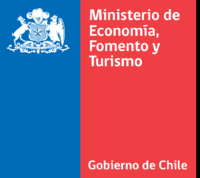 Ministerio de
Economía,
Fomento y
Turismo
Gobierno de Chile